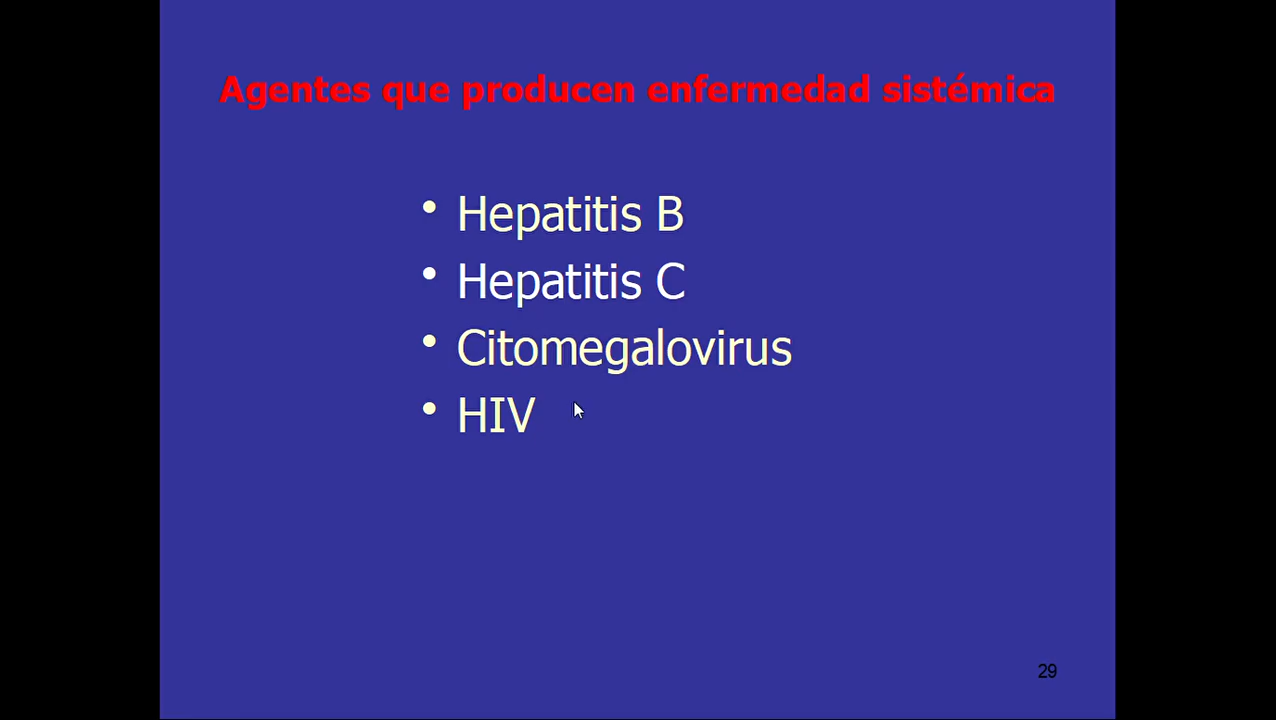 Agentes que producen enfermedad sistémica
• Hepatitis B
• Hepatitis C
• Citomegalovirus
• HIV
29